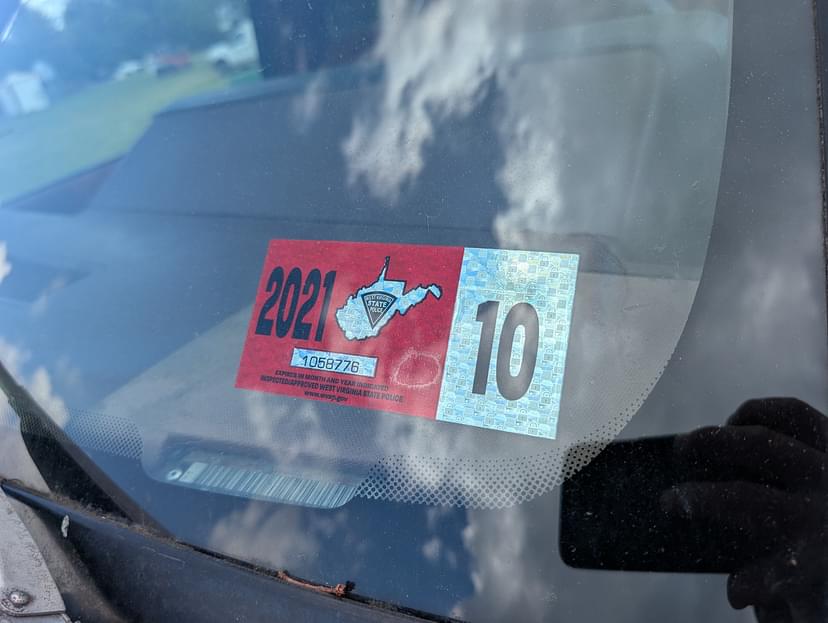 2021
WEST VIRGINIA
STATE
POLICE
10
1058776
EXPIRES IN MONTH AND YEAR INDICATED
INSPECTED/APPROVED WEST VIRGINIA STATE POLICE
www.wvsp.gov